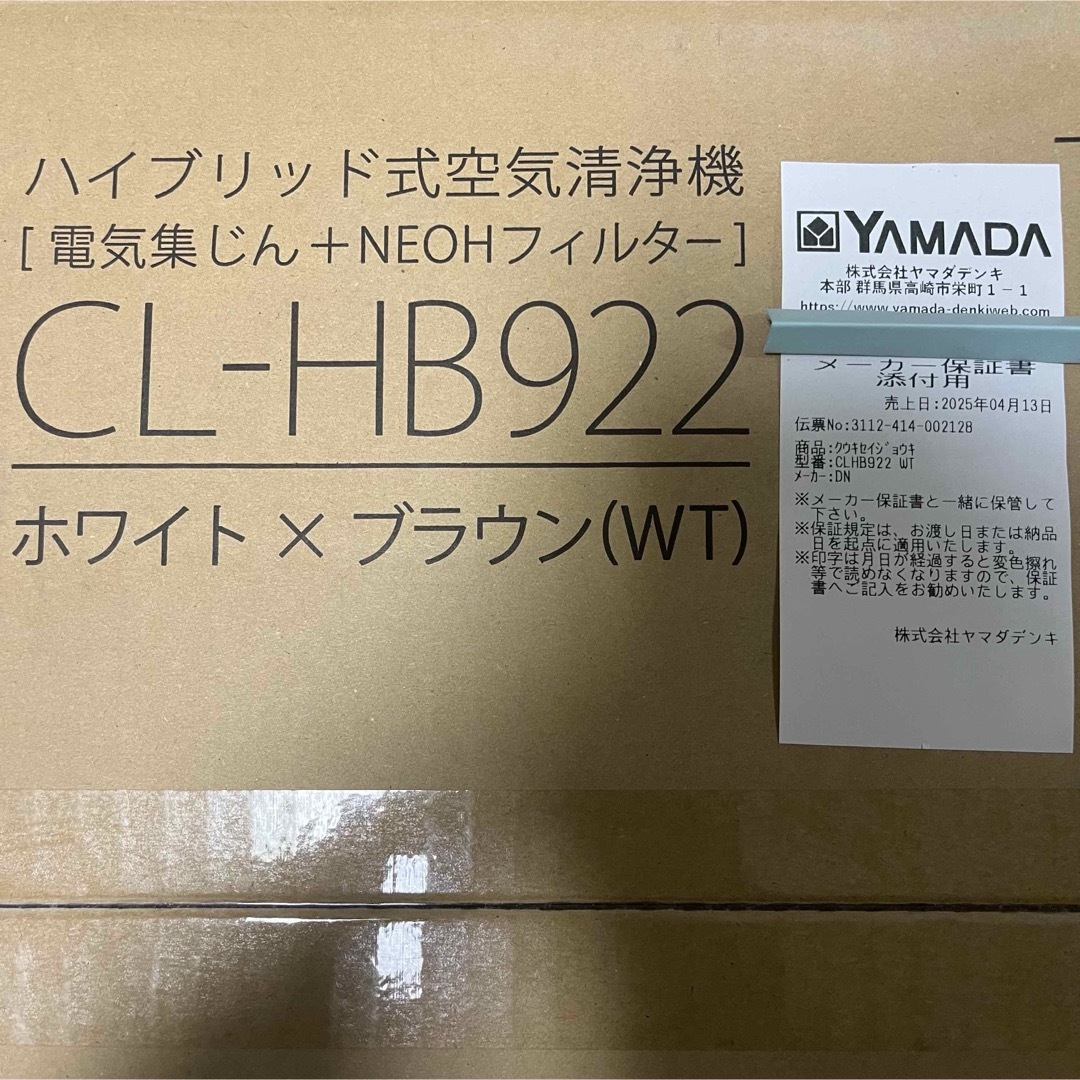 ハイブリッド式空気清浄機
[ 電気集じん＋NEOHフィルター ]
CL-HB922
ホワイト × ブラウン(WT)
YAMADA
株式会社ヤマダデンキ
本部 群馬県高崎市栄町１－１
https://www.yamada-denkiweb.com
メーカー保証書
添付用
売上日:2025年04月13日
伝票No:3112-414-002128
商品:ｸｳｷｾｲｼﾞｮｳｷ
型番:CLHB922 WT
ﾒｰｶｰ:DN
※メーカー保証書と一緒に保管して
下さい。
※保証規定は、お渡し日または納品
日を起点に適用いたします。
※印字は月日が経過すると変色擦れ
等で読めなくなりますので、保証
書へご記入をお勧めいたします。
株式会社ヤマダデンキ